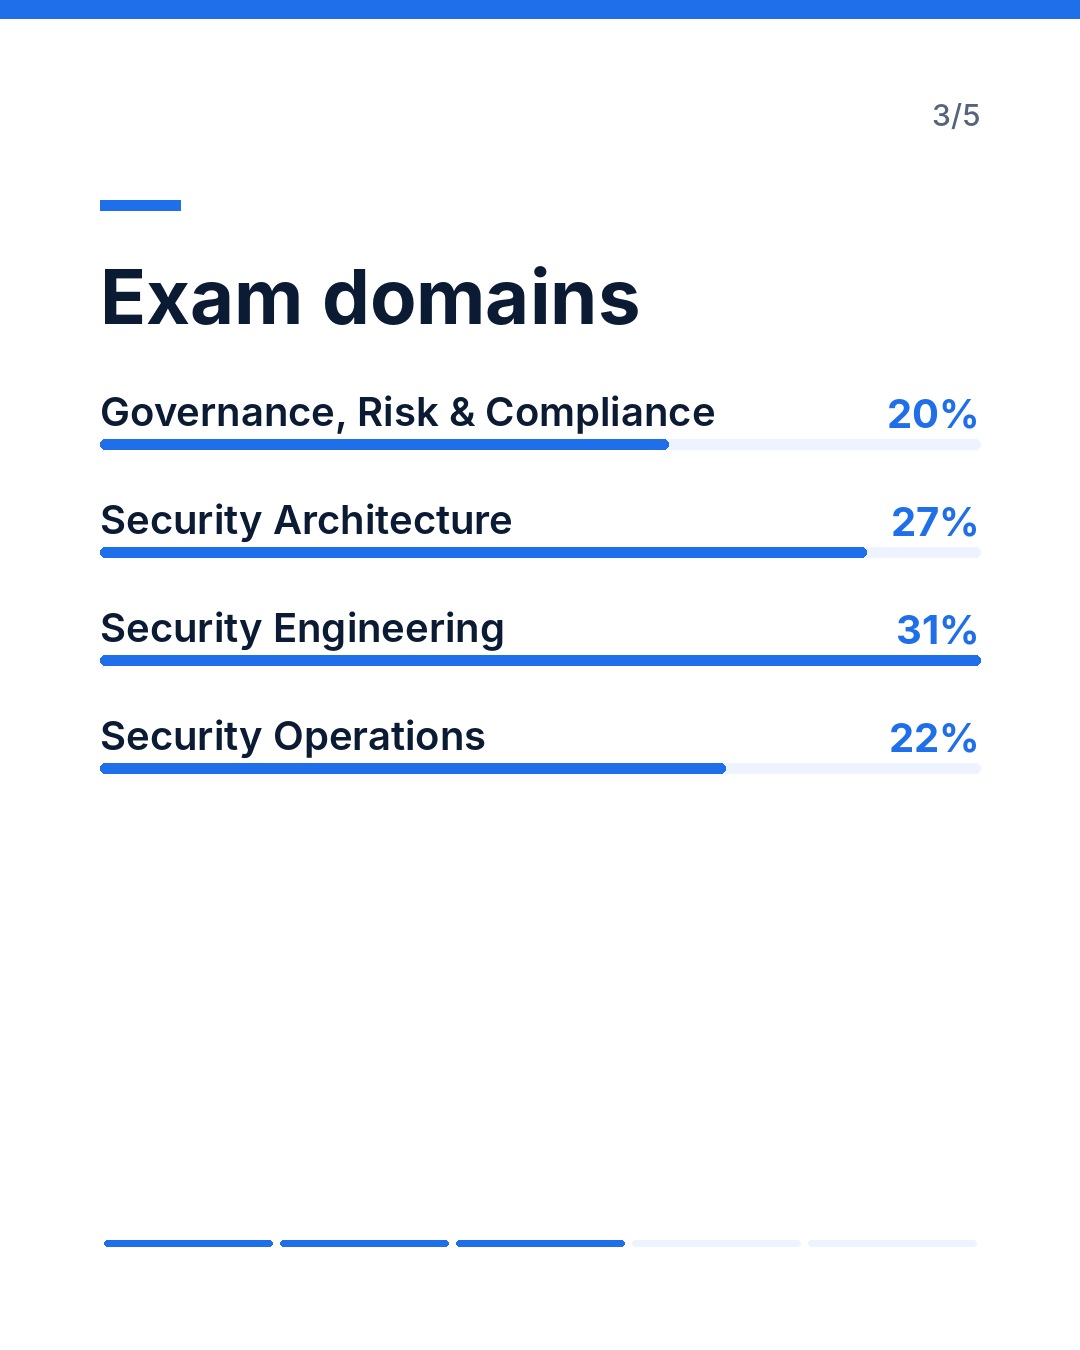 3/5
Exam domains
Governance, Risk & Compliance 20%
Security Architecture 27%
Security Engineering 31%
Security Operations 22%